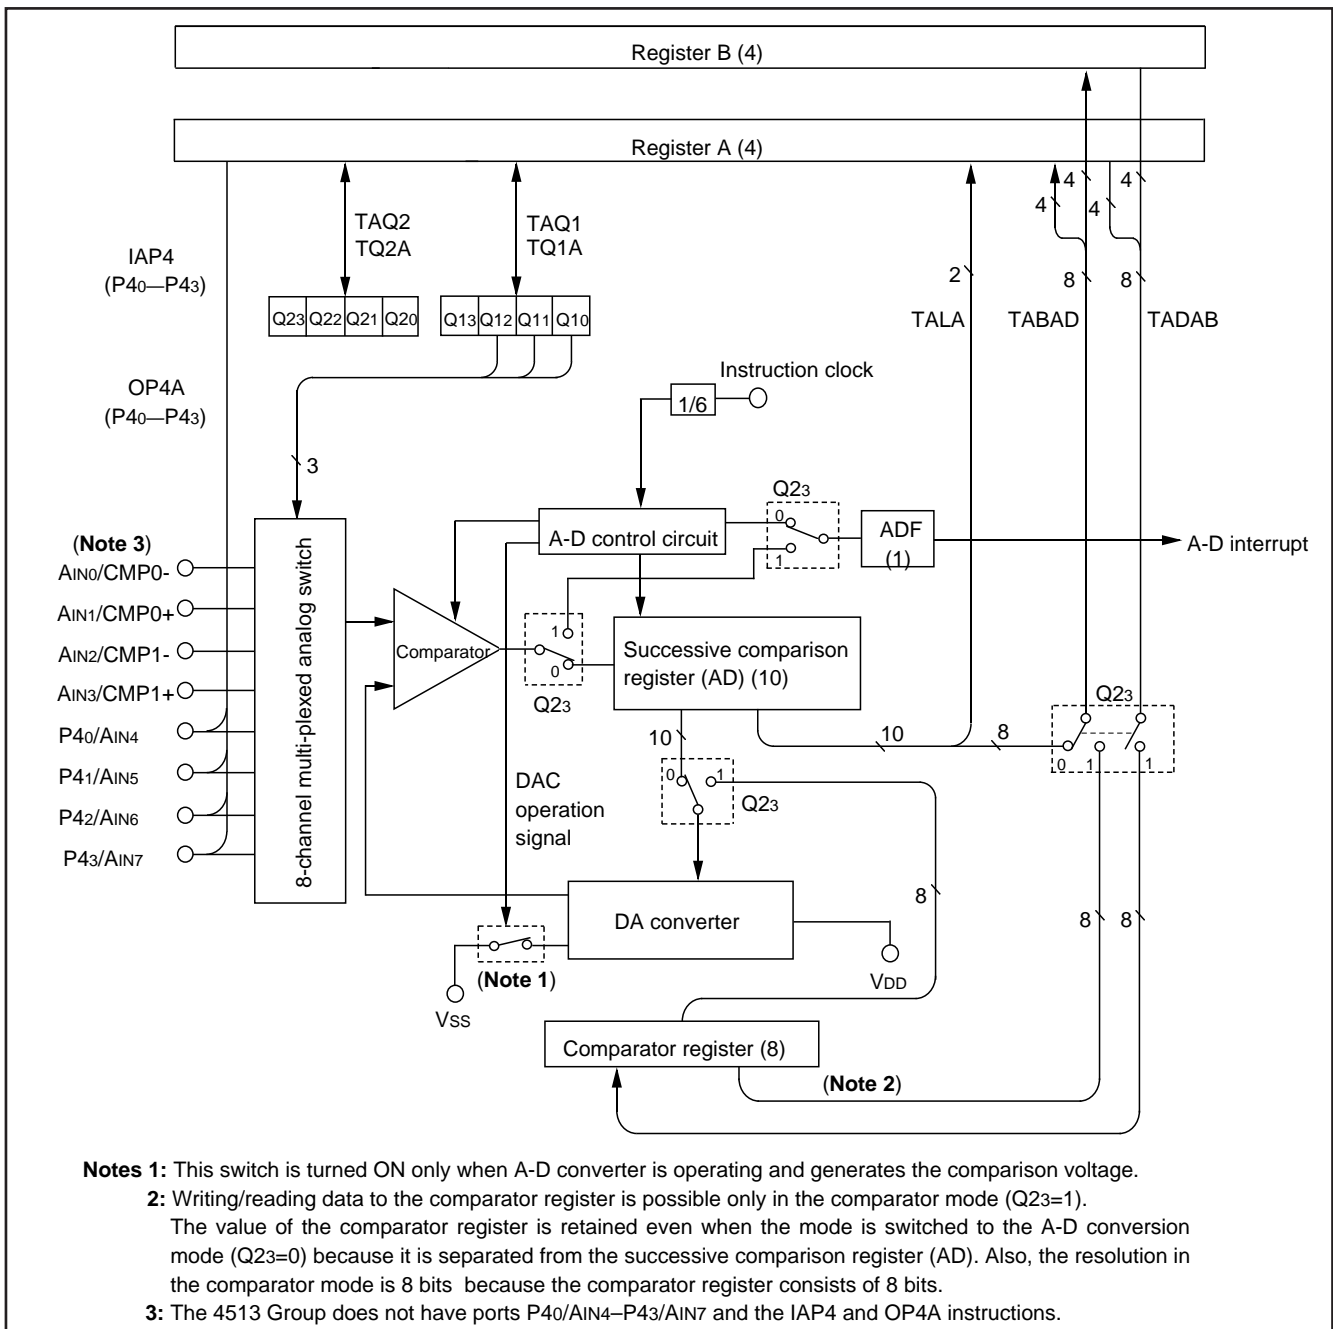 Register B (4)
Register A (4)
4
4
4
4
TAQ2
TQ2A
TAQ1
TQ1A
IAP4
(P40—P43)
2
8
8
Q23 Q22 Q21 Q20
Q13 Q12 Q11 Q10
TALA
TABAD
TADAB
Instruction clock
1/6
OP4A
(P40—P43)
3
Q23
0
1
A-D control circuit
ADF
(1)
A-D interrupt
(Note 3)
AIN0/CMP0-
AIN1/CMP0+
AIN2/CMP1-
AIN3/CMP1+
P40/AIN4
P41/AIN5
P42/AIN6
P43/AIN7
8-channel multi-plexed analog switch
Comparator
1
0
Q23
Successive comparison
register (AD) (10)
Q23
0
1
1
10
10
8
0
1
Q23
DAC
operation
signal
DA converter
8
8
8
(Note 1)
VSS
VDD
Comparator register (8)
(Note 2)
Notes 1: This switch is turned ON only when A-D converter is operating and generates the comparison voltage.
2: Writing/reading data to the comparator register is possible only in the comparator mode (Q23=1).
The value of the comparator register is retained even when the mode is switched to the A-D conversion
mode (Q23=0) because it is separated from the successive comparison register (AD). Also, the resolution in
the comparator mode is 8 bits because the comparator register consists of 8 bits.
3: The 4513 Group does not have ports P40/AIN4–P43/AIN7 and the IAP4 and OP4A instructions.